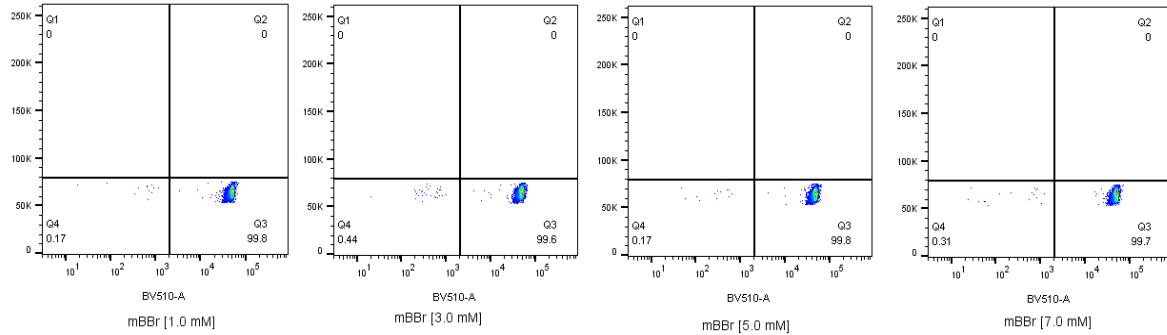 Q1
0
Q2
0
250K
200K
150K
100K
50K
0
Q4
0.17
Q3
99.8
10^1 10^2 10^3 10^4 10^5
BV510-A
mBBr [1.0 mM]
Q1
0
Q2
0
250K
200K
150K
100K
50K
0
Q4
0.44
Q3
99.6
10^1 10^2 10^3 10^4 10^5
BV510-A
mBBr [3.0 mM]
Q1
0
Q2
0
250K
200K
150K
100K
50K
0
Q4
0.17
Q3
99.8
10^1 10^2 10^3 10^4 10^5
BV510-A
mBBr [5.0 mM]
Q1
0
Q2
0
250K
200K
150K
100K
50K
0
Q4
0.31
Q3
99.7
10^1 10^2 10^3 10^4 10^5
BV510-A
mBBr [7.0 mM]